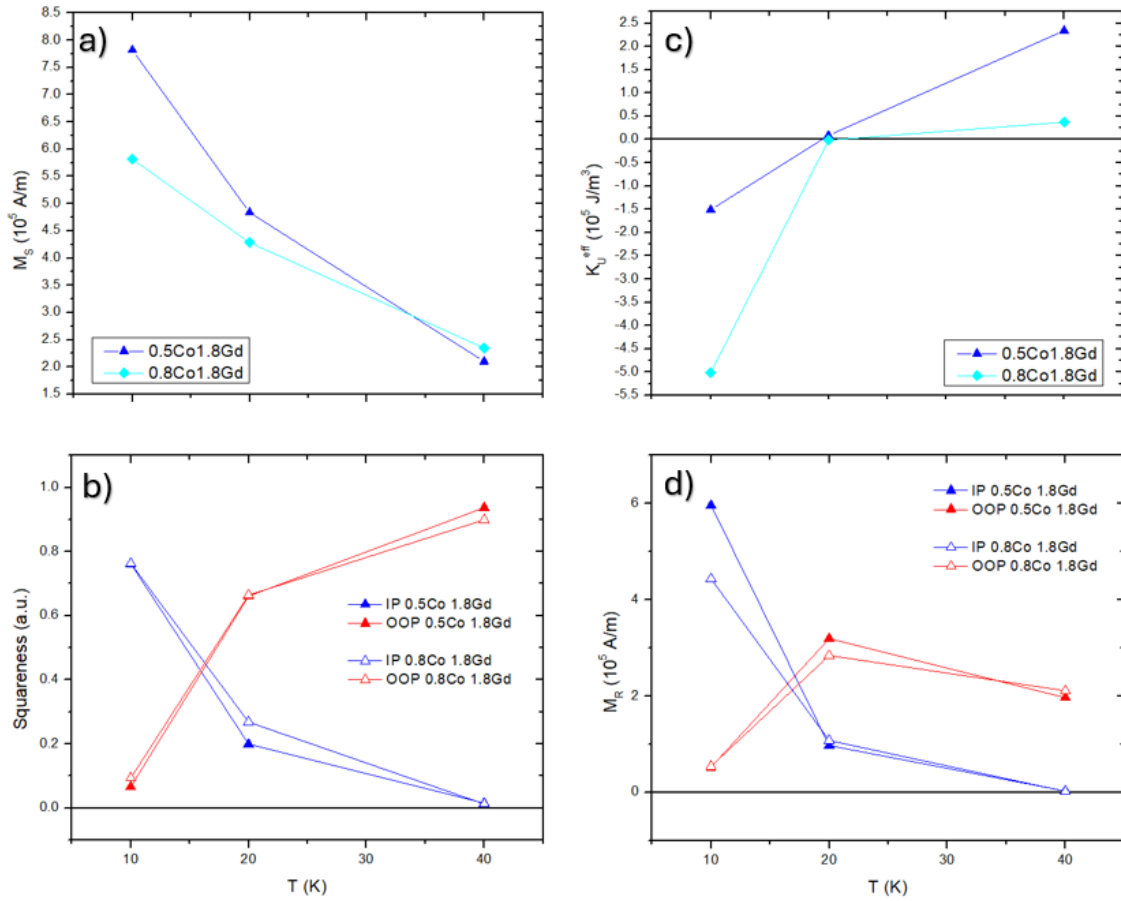 a)
8.5
8.0
7.5
7.0
6.5
6.0
5.5
5.0
4.5
4.0
3.5
3.0
2.5
2.0
1.5
M_S (10^5 A/m)
0.5Co1.8Gd
0.8Co1.8Gd
c)
2.5
2.0
1.5
1.0
0.5
0.0
-0.5
-1.0
-1.5
-2.0
-2.5
-3.0
-3.5
-4.0
-4.5
-5.0
-5.5
K_U^eff (10^5 J/m^3)
0.5Co1.8Gd
0.8Co1.8Gd
b)
1.0
0.8
0.6
0.4
0.2
0.0
Squareness (a.u.)
IP 0.5Co 1.8Gd
OOP 0.5Co 1.8Gd
IP 0.8Co 1.8Gd
OOP 0.8Co 1.8Gd
10 20 30 40
T (K)
d)
6
4
2
0
M_R (10^5 A/m)
IP 0.5Co 1.8Gd
OOP 0.5Co 1.8Gd
IP 0.8Co 1.8Gd
OOP 0.8Co 1.8Gd
10 20 30 40
T (K)